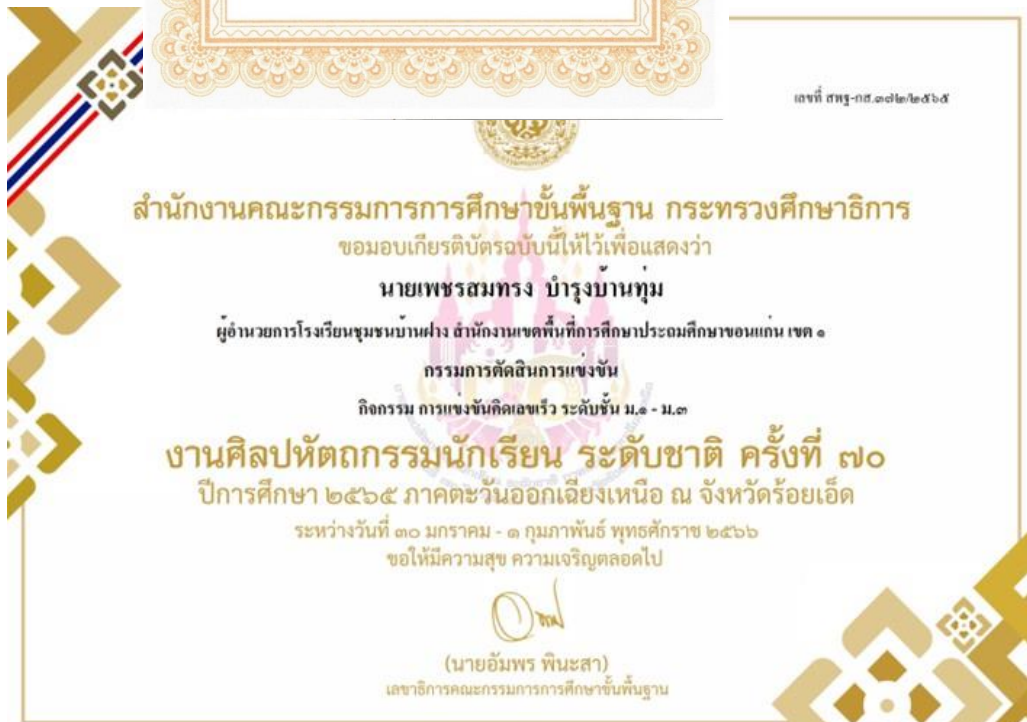 เลขที่ สพฐ-กส.๓๗๒/๒๕๖๕
สำนักงานคณะกรรมการการศึกษาขั้นพื้นฐาน กระทรวงศึกษาธิการ
ขอมอบเกียรติบัตรฉบับนี้ให้ไว้เพื่อแสดงว่า
นายเพชรสมทรง บำรุงบ้านทุ่ม
ผู้อำนวยการโรงเรียนชุมชนบ้านฝาง สำนักงานเขตพื้นที่การศึกษาประถมศึกษาขอนแก่น เขต ๑
กรรมการตัดสินการแข่งขัน
กิจกรรม การแข่งขันคิดเลขเร็ว ระดับชั้น ม.๑ - ม.๓
งานศิลปหัตถกรรมนักเรียน ระดับชาติ ครั้งที่ ๗๐
ปีการศึกษา ๒๕๖๕ ภาคตะวันออกเฉียงเหนือ ณ จังหวัดร้อยเอ็ด
ระหว่างวันที่ ๓๐ มกราคม - ๑ กุมภาพันธ์ พุทธศักราช ๒๕๖๖
ขอให้มีความสุข ความเจริญตลอดไป
(นายอัมพร พินะสา)
เลขาธิการคณะกรรมการการศึกษาขั้นพื้นฐาน